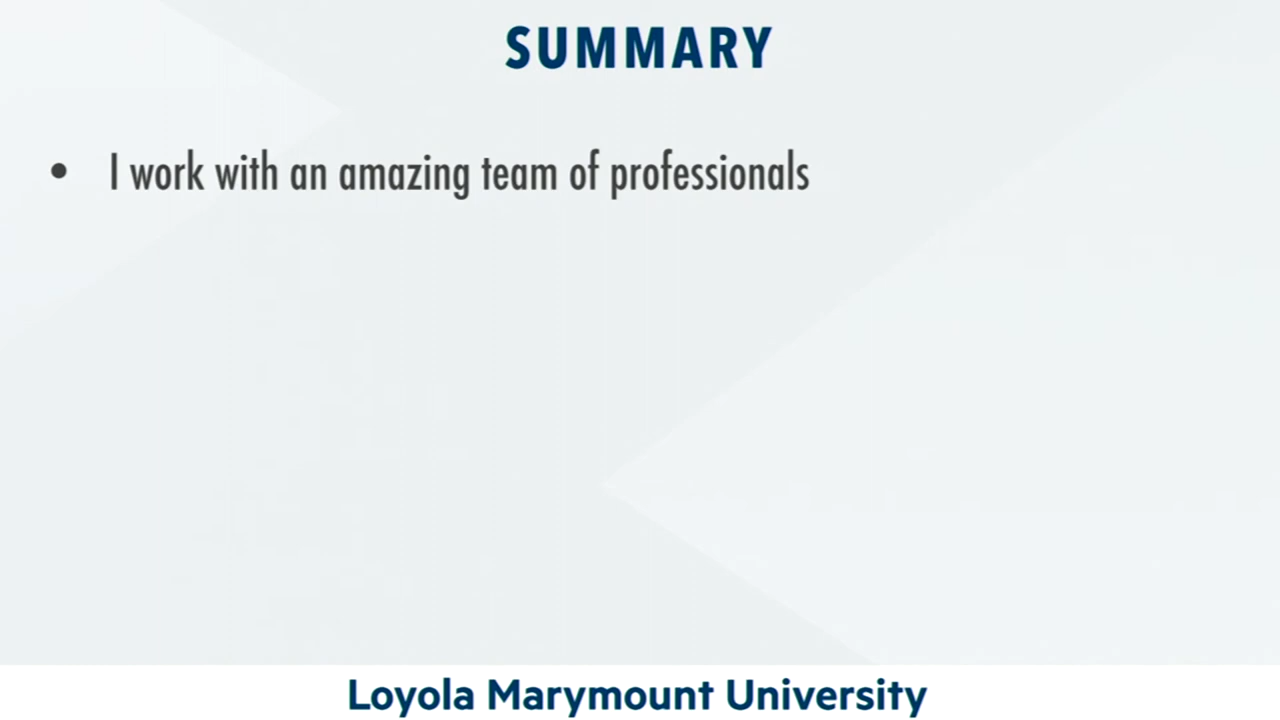 SUMMARY
• I work with an amazing team of professionals
Loyola Marymount University